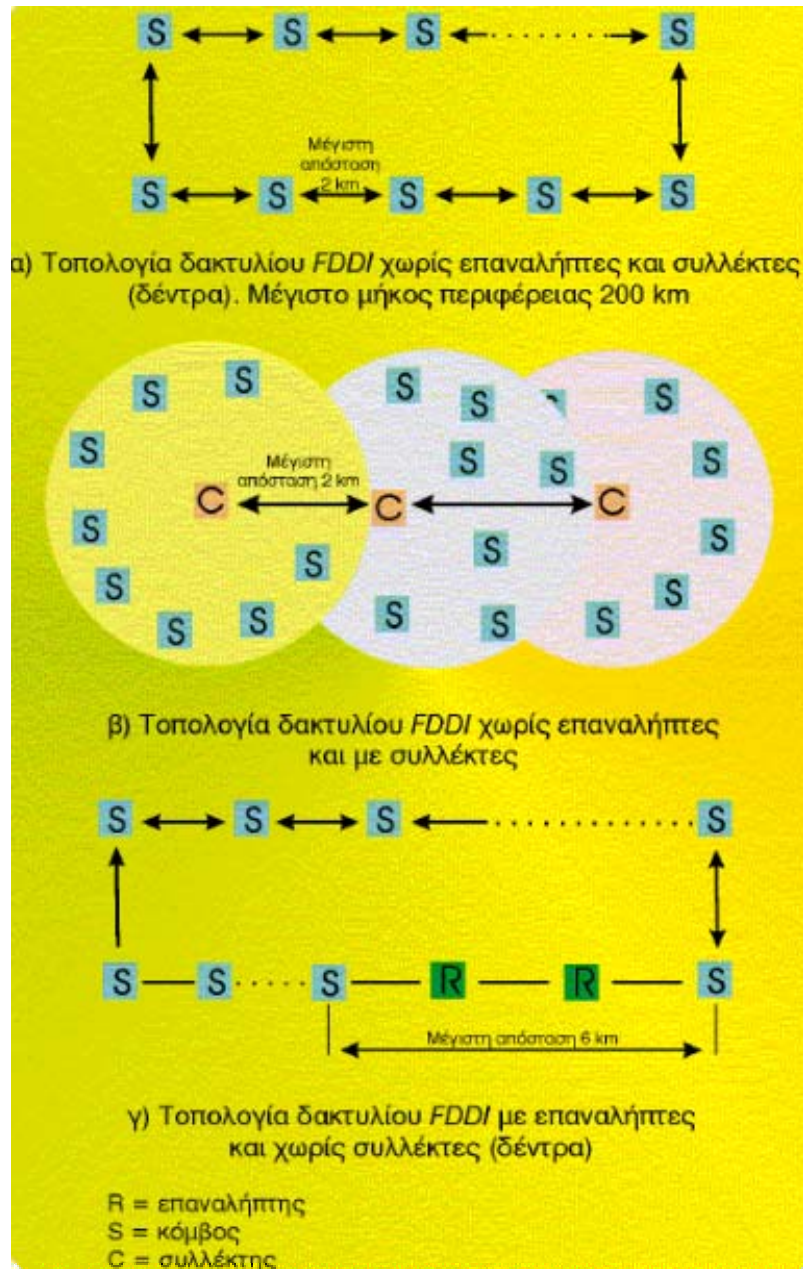 S S S S
Μέγιστη
απόσταση
2 km
S S S S S
α) Τοπολογία δακτυλίου FDDI χωρίς επαναλήπτες και συλλέκτες
(δέντρα). Μέγιστο μήκος περιφέρειας 200 km
S S S S S S
S S S S
Μέγιστη
απόσταση 2 km
C C C
S S S
S S
S S S S S S
β) Τοπολογία δακτυλίου FDDI χωρίς επαναλήπτες
και με συλλέκτες
S S S S
S S S R R S
Μέγιστη απόσταση 6 km
γ) Τοπολογία δακτυλίου FDDI με επαναλήπτες
και χωρίς συλλέκτες (δέντρα)
R = επαναλήπτης
S = κόμβος
C = συλλέκτης